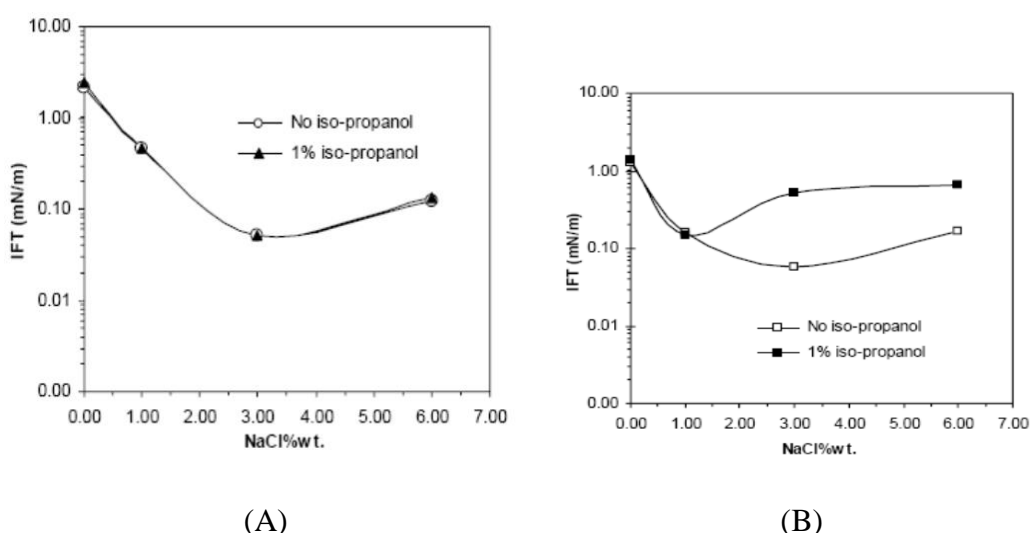 10.00
1.00
0.10
0.01
0.00
IFT (mN/m)
No iso-propanol
1% iso-propanol
0.00 1.00 3.00 4.00 5.00 6.00 7.00
NaCl%wt.
(A)
10.00
1.00
0.10
0.01
0.00
IFT (mN/m)
No iso-propanol
1% iso-propanol
0.00 1.00 2.00 3.00 4.00 5.00 6.00 7.00
NaCl%wt.
(B)